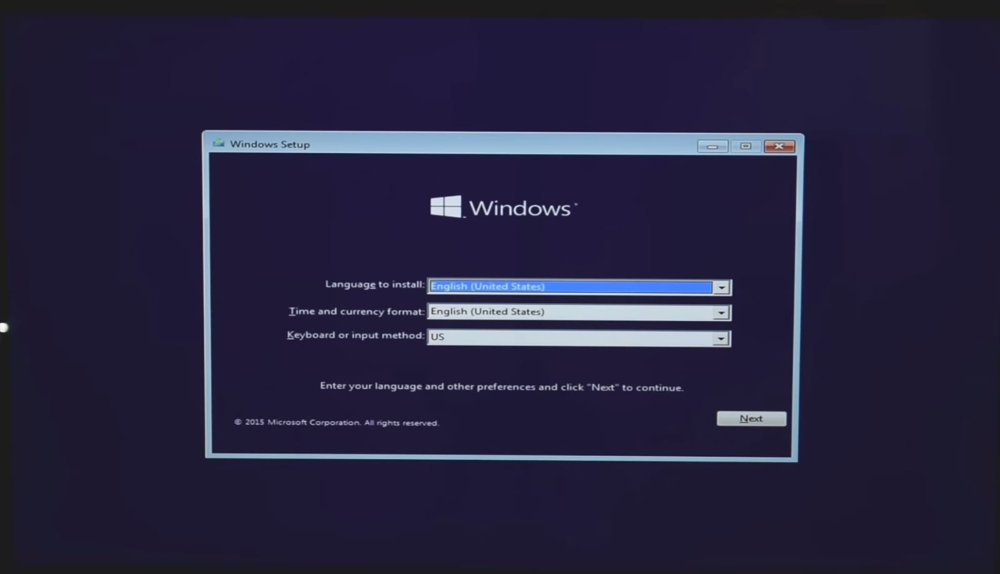 Windows Setup
Windows
Language to install: English (United States)
Time and currency format: English (United States)
Keyboard or input method: US
Enter your language and other preferences and click "Next" to continue.
© 2015 Microsoft Corporation. All rights reserved.
Next